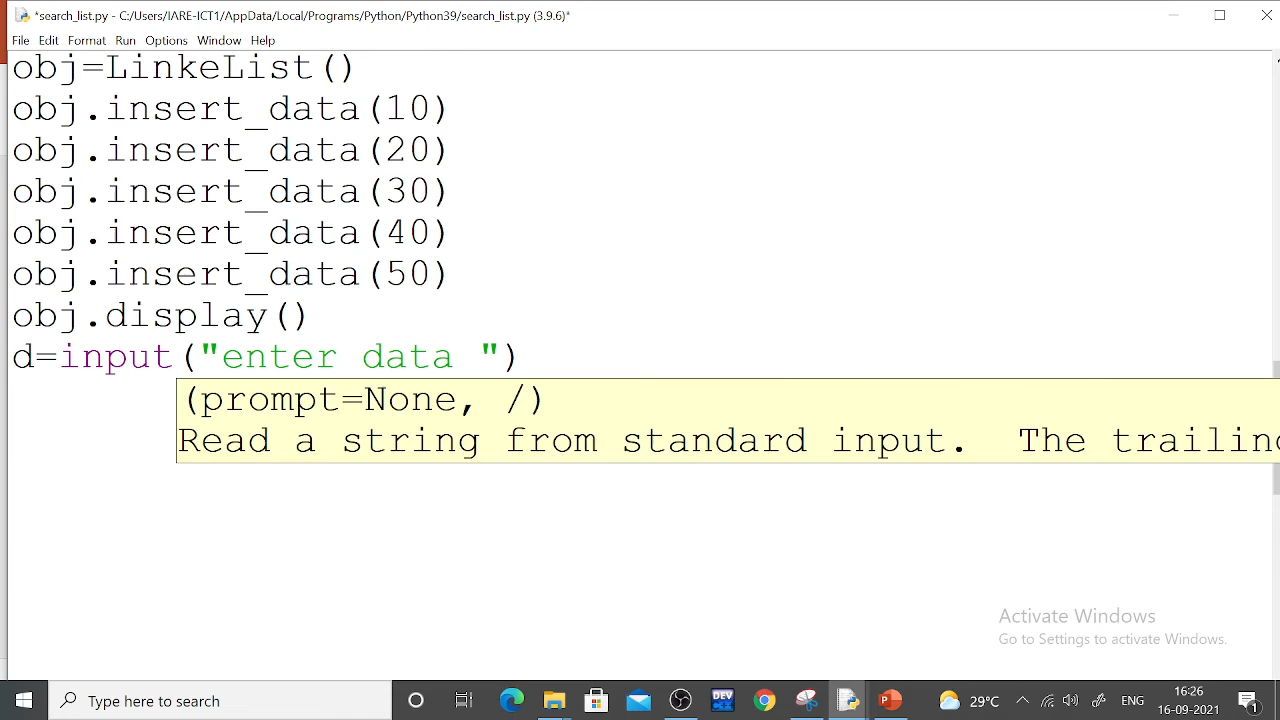 *search_list.py - C:/Users/IARE-ICT1/AppData/Local/Programs/Python/Python39/search_list.py (3.9.6)*
File Edit Format Run Options Window Help
obj=LinkeList()
obj.insert_data(10)
obj.insert_data(20)
obj.insert_data(30)
obj.insert_data(40)
obj.insert_data(50)
obj.display()
d=input("enter data ")
(prompt=None, /)
Read a string from standard input.  The trailing
Activate Windows
Go to Settings to activate Windows.
Type here to search
DEV
C++
29°C
ENG
16:26
16-09-2021
1